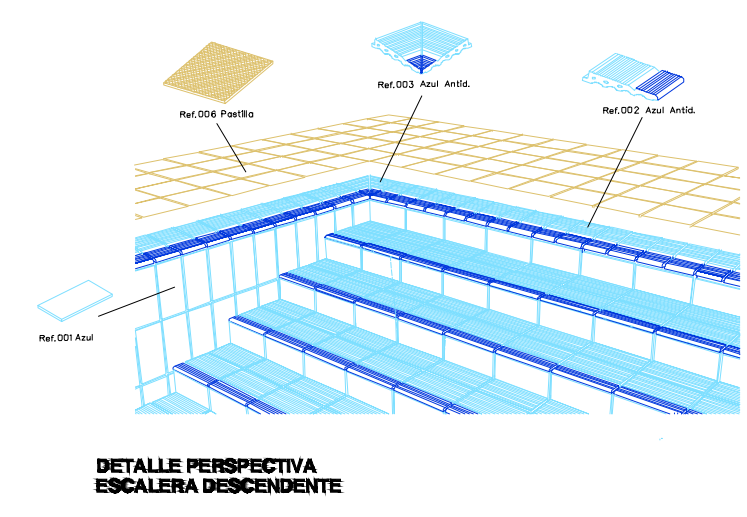 Ref.003 Azul Antid.
Ref.006 Pastilla
Ref.002 Azul Antid.
Ref.001 Azul
DETALLE PERSPECTIVA
ESCALERA DESCENDENTE